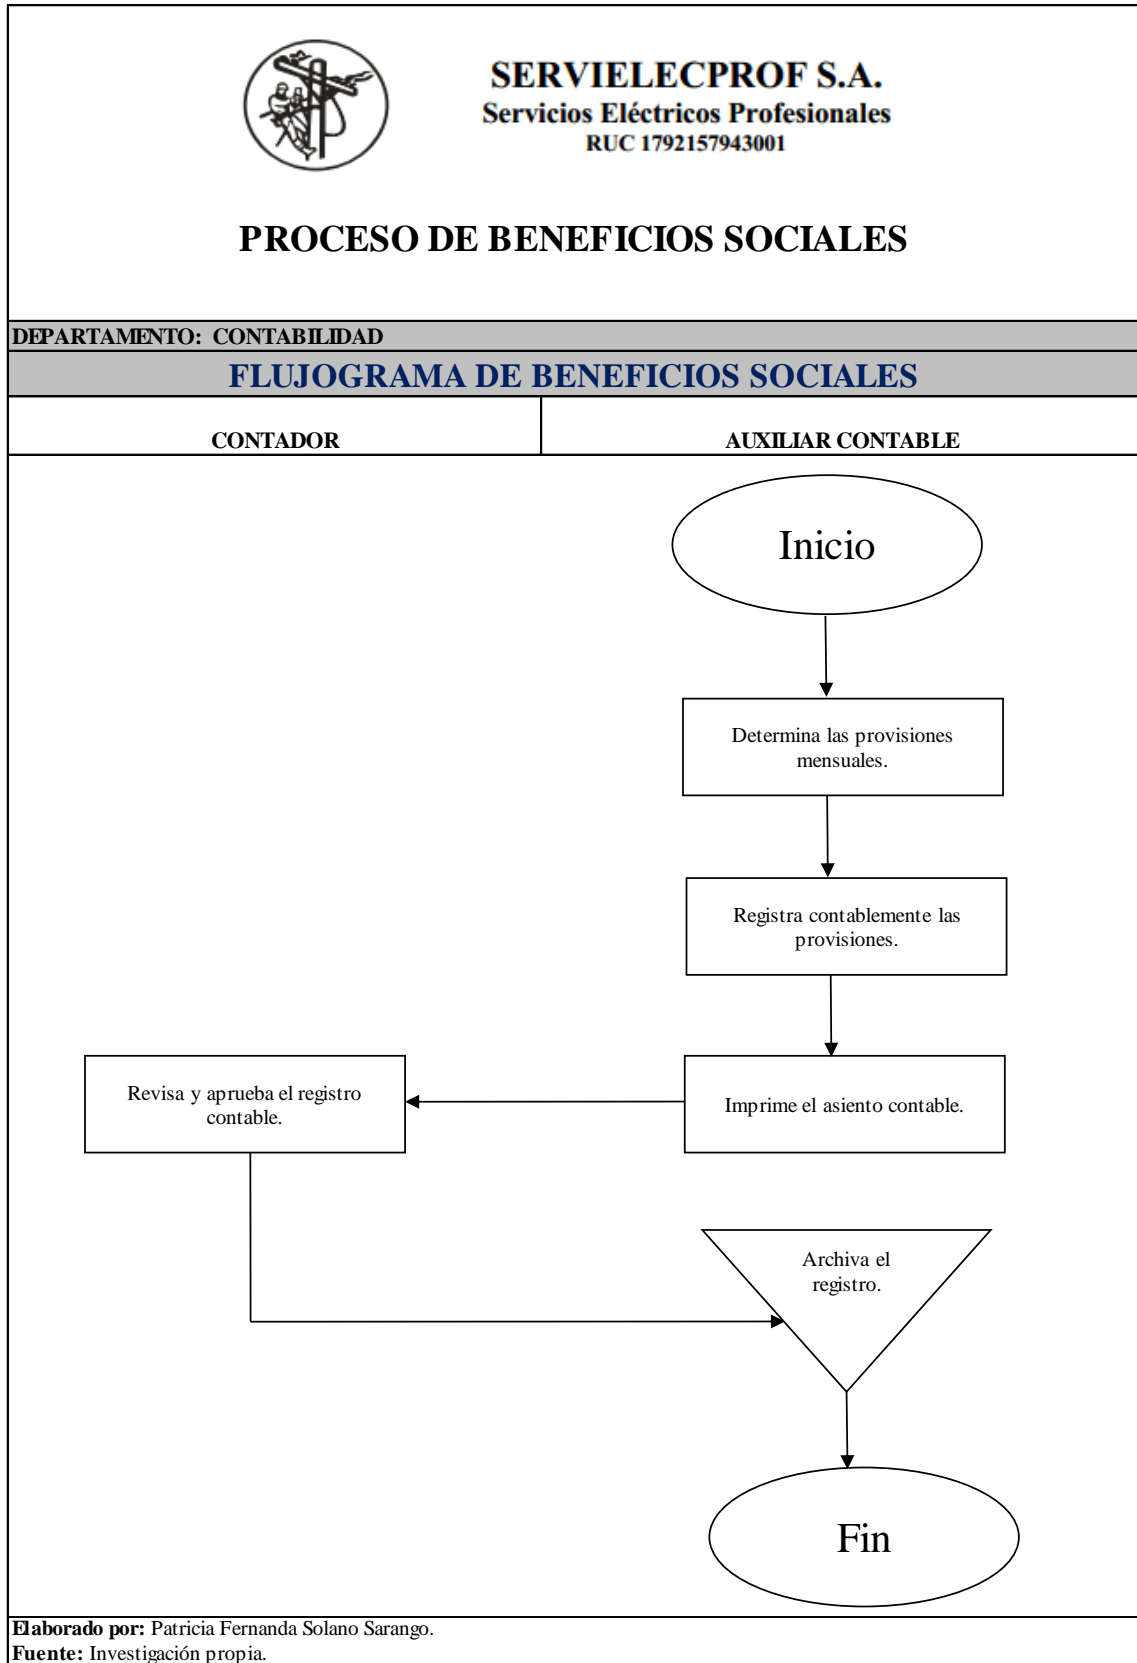 SERVIELECPROF S.A.
Servicios Eléctricos Profesionales
RUC 1792157943001
PROCESO DE BENEFICIOS SOCIALES
DEPARTAMENTO: CONTABILIDAD
FLUJOGRAMA DE BENEFICIOS SOCIALES
CONTADOR
AUXILIAR CONTABLE
Inicio
Determina las provisiones
mensuales.
Registra contablemente las
provisiones.
Imprime el asiento contable.
Revisa y aprueba el registro
contable.
Archiva el
registro.
Fin
Elaborado por: Patricia Fernanda Solano Sarango.
Fuente: Investigación propia.